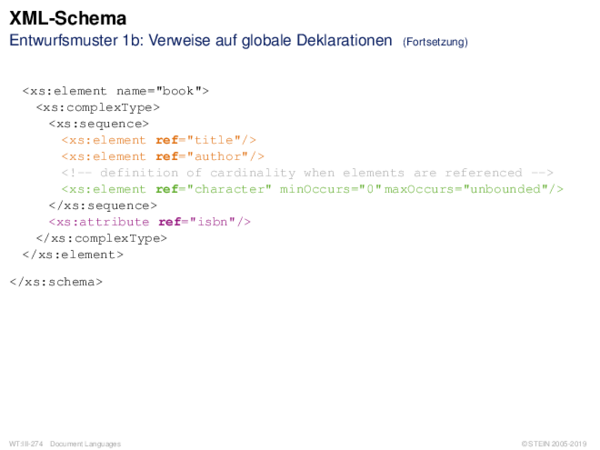 XML-Schema
Entwurfsmuster 1b: Verweise auf globale Deklarationen (Fortsetzung)
<xs:element name="book">
<xs:complexType>
<xs:sequence>
<xs:element ref="title"/>
<xs:element ref="author"/>
<!-- definition of cardinality when elements are referenced -->
<xs:element ref="character" minOccurs="0" maxOccurs="unbounded"/>
</xs:sequence>
<xs:attribute ref="isbn"/>
</xs:complexType>
</xs:element>
</xs:schema>
WT:III-274 Document Languages © STEIN 2005-2019